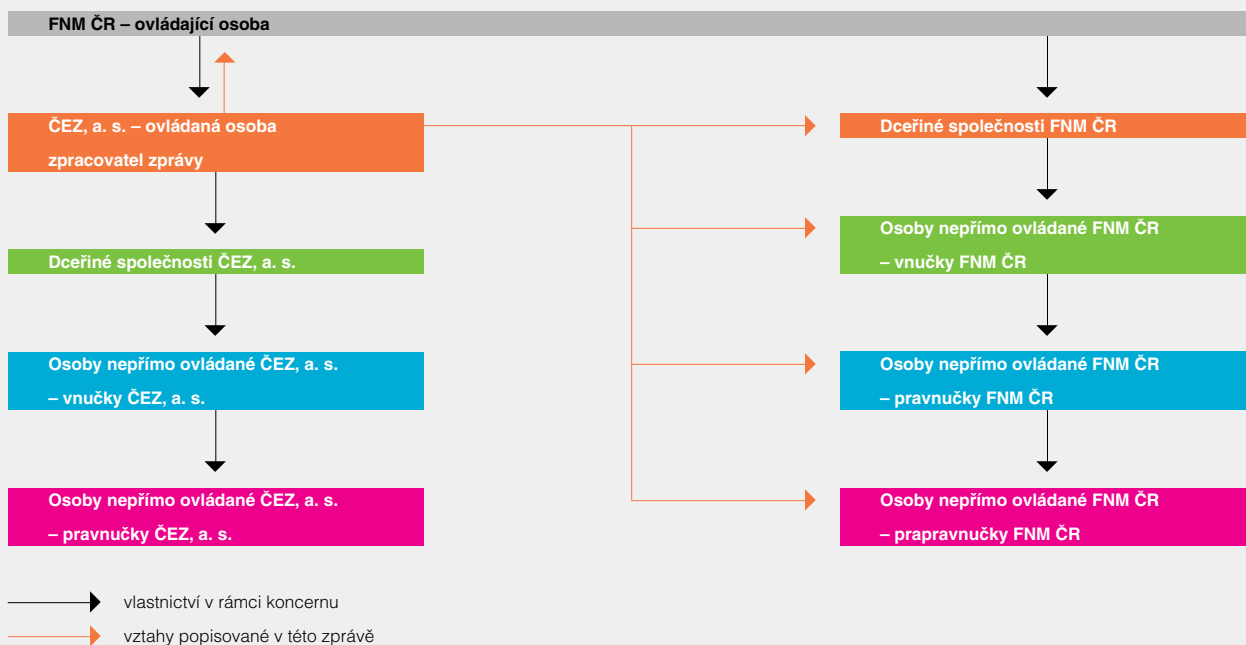 FNM ČR – ovládající osoba
ČEZ, a. s. – ovládaná osoba
zpracovatel zprávy
Dceřiné společnosti ČEZ, a. s.
Osoby nepřímo ovládané ČEZ, a. s.
– vnučky ČEZ, a. s.
Osoby nepřímo ovládané ČEZ, a. s.
– pravnučky ČEZ, a. s.
Dceřiné společnosti FNM ČR
Osoby nepřímo ovládané FNM ČR
– vnučky FNM ČR
Osoby nepřímo ovládané FNM ČR
– pravnučky FNM ČR
Osoby nepřímo ovládané FNM ČR
– prapravnučky FNM ČR
vlastnictví v rámci koncernu
vztahy popisované v této zprávě